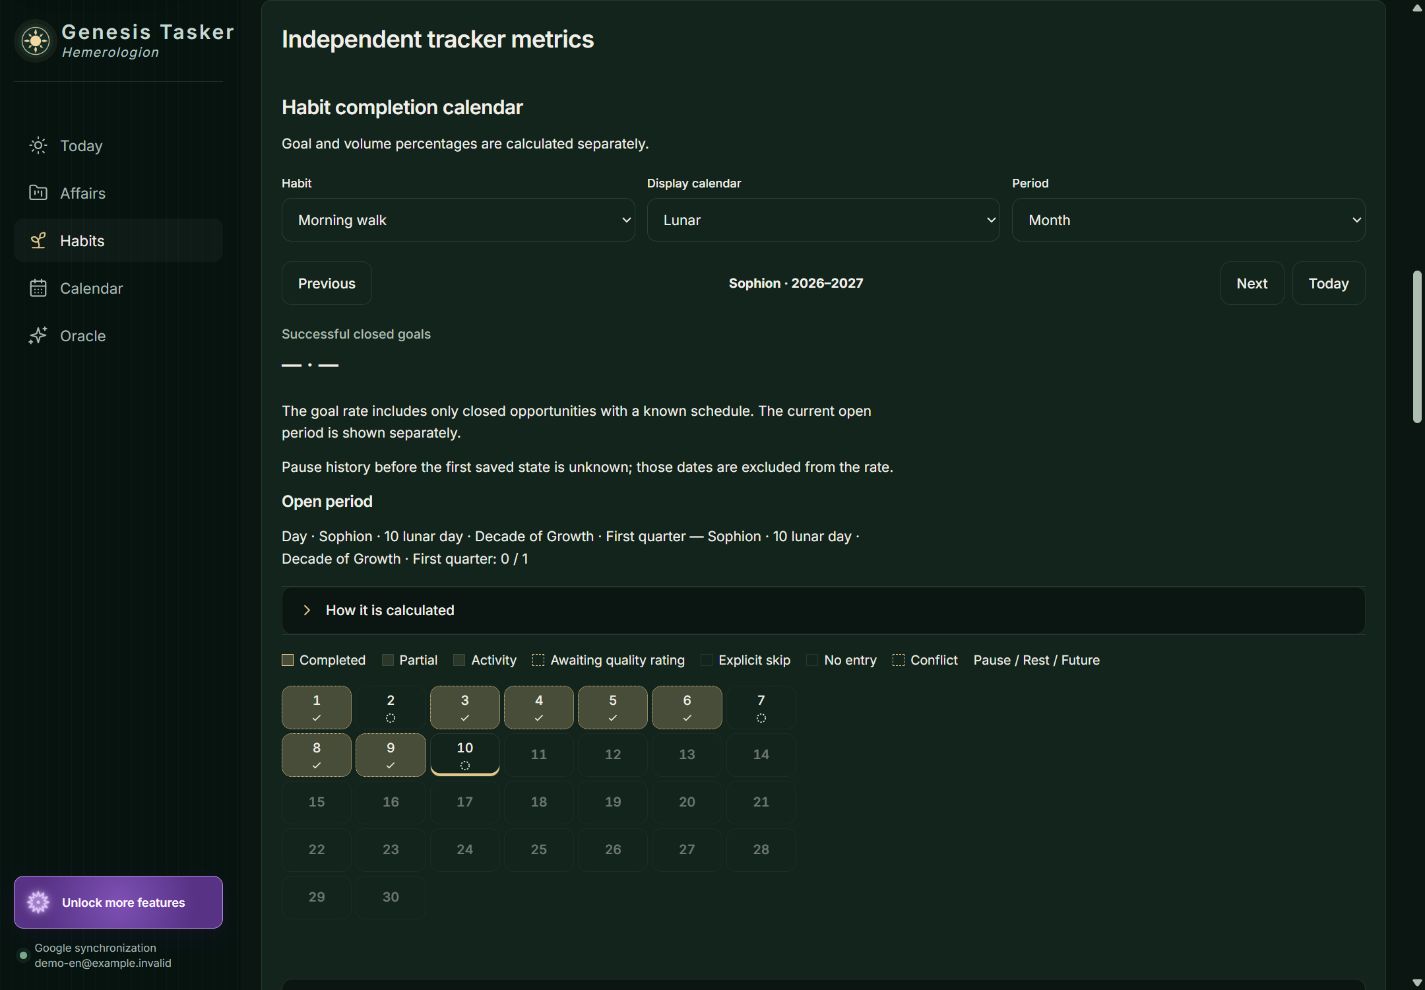 Genesis Tasker
Hemerologion
Today
Affairs
Habits
Calendar
Oracle
Unlock more features
Google synchronization
demo-en@example.invalid
Independent tracker metrics
Habit completion calendar
Goal and volume percentages are calculated separately.
Habit
Display calendar
Period
Morning walk
Lunar
Month
Previous
Sophion · 2026–2027
Next
Today
Successful closed goals
— · —
The goal rate includes only closed opportunities with a known schedule. The current open
period is shown separately.
Pause history before the first saved state is unknown; those dates are excluded from the rate.
Open period
Day · Sophion · 10 lunar day · Decade of Growth · First quarter — Sophion · 10 lunar day ·
Decade of Growth · First quarter: 0 / 1
How it is calculated
Completed Partial Activity Awaiting quality rating Explicit skip No entry Conflict Pause / Rest / Future
1 2 3 4 5 6 7
8 9 10 11 12 13 14
15 16 17 18 19 20 21
22 23 24 25 26 27 28
29 30